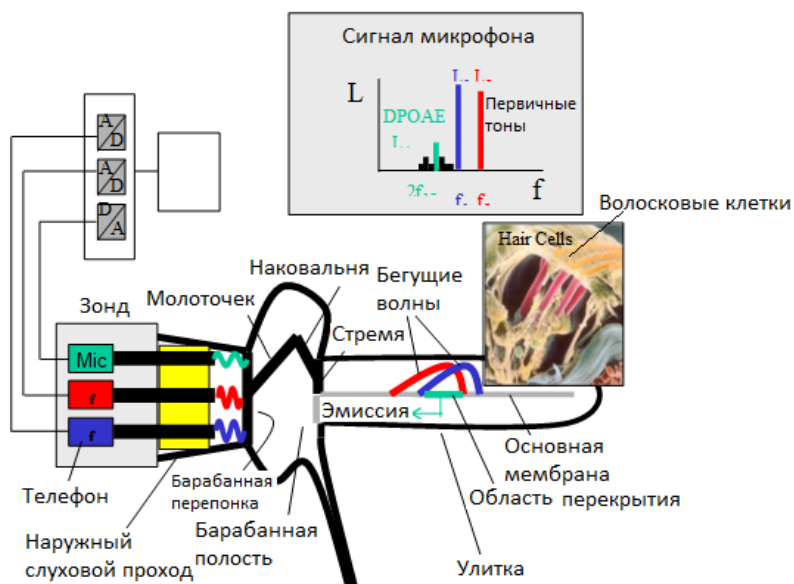 Сигнал микрофона
L
L
L
DPOAE
L
Первичные
тоны
2f
f
f
f
A
D
A
D
D
A
Волосковые клетки
Hair Cells
Наковальня
Бегущие
волны
Молоточек
Зонд
Стремя
Mic
f
f
Эмиссия
Основная
мембрана
Область перекрытия
Барабанная
перепонка
Телефон
Барабанная
полость
Наружный
слуховой проход
Улитка